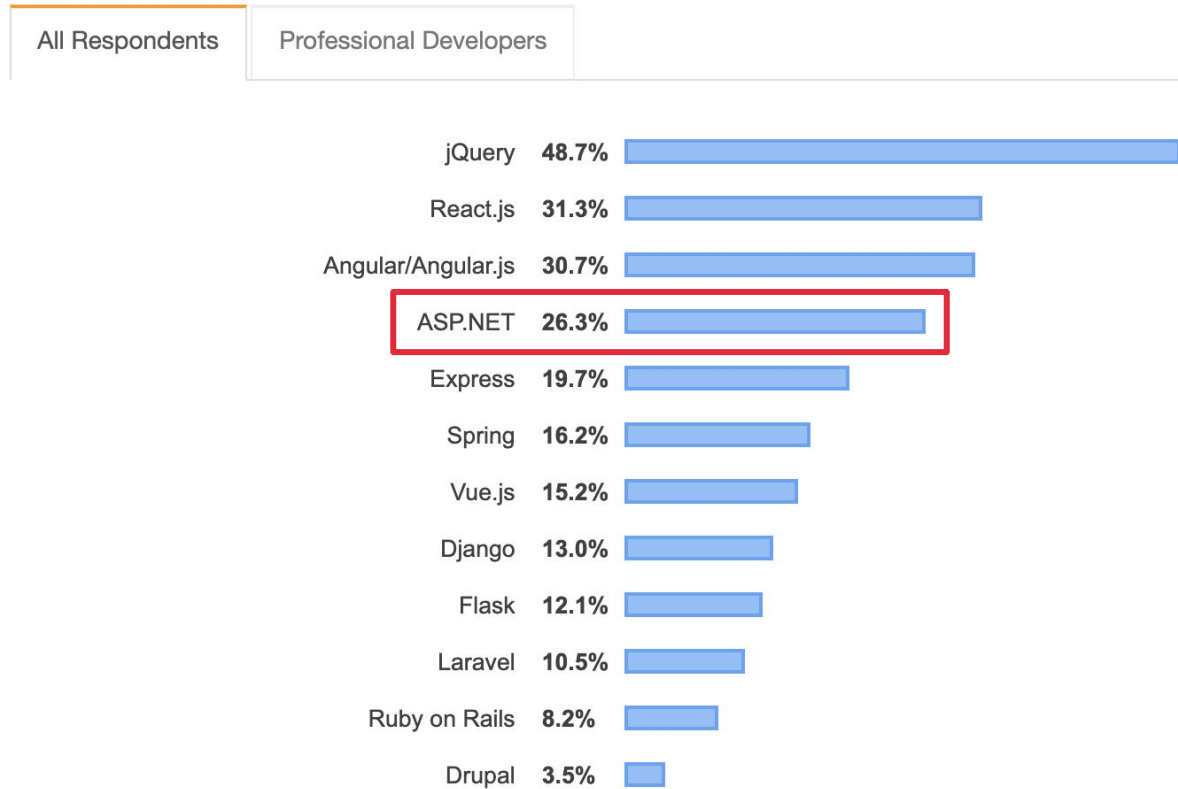 All Respondents Professional Developers
jQuery 48.7%
React.js 31.3%
Angular/Angular.js 30.7%
ASP.NET 26.3%
Express 19.7%
Spring 16.2%
Vue.js 15.2%
Django 13.0%
Flask 12.1%
Laravel 10.5%
Ruby on Rails 8.2%
Drupal 3.5%